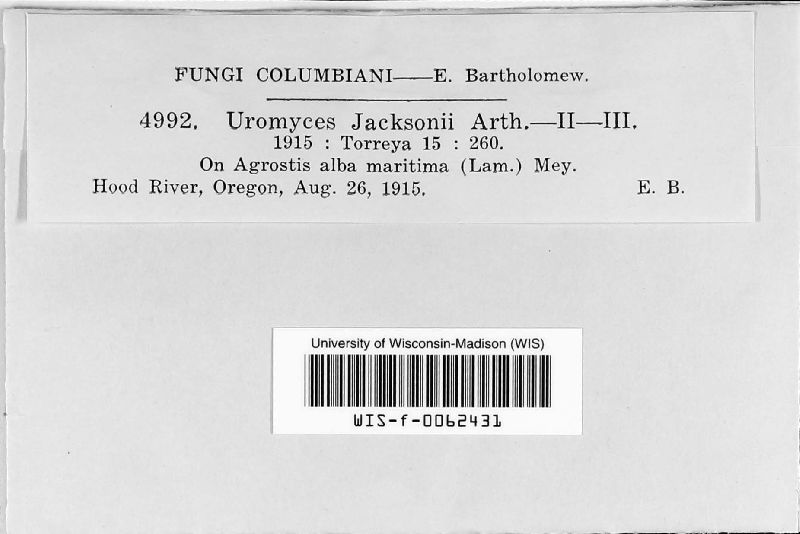 FUNGI COLUMBIANI——E. Bartholomew.
4992. Uromyces Jacksonii Arth.—II—III.
1915 : Torreya 15 : 260.
On Agrostis alba maritima (Lam.) Mey.
Hood River, Oregon, Aug. 26, 1915. E. B.
University of Wisconsin-Madison (WIS)
WIS-f-0062431